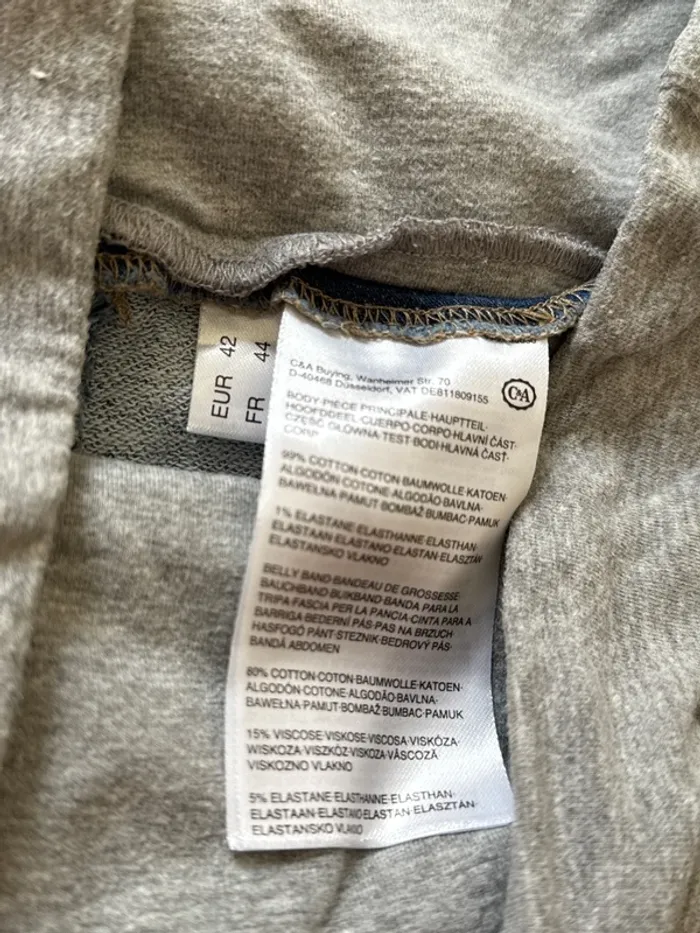 EUR 42
FR 44
C&A Buying, Wanheimer Str. 70
D-40468 Düsseldorf, VAT DE811809155
C&A
BODY·PIÈCE PRINCIPALE·HAUPTTEIL·
HOOFDDEEL·CUERPO·CORPO·HLAVNÍ ČÁST·
CZĘŚĆ GŁÓWNA·TEST·BODI·HLAVNÁ ČASŤ·
CORP
99% COTTON·COTON·BAUMWOLLE·KATOEN·
ALGODÓN·COTONE·ALGODÃO·BAVLNA·
BAWEŁNA·PAMUT·BOMBAŽ·BUMBAC·PAMUK
1% ELASTANE·ELASTHANNE·ELASTHAN·
ELASTAAN·ELASTANO·ELASTAN·ELASZTÁN·
ELASTANSKO VLAKNO
BELLY BAND·BANDEAU DE GROSSESSE·
BAUCHBAND·BUIKBAND·BANDA PARA LA
TRIPA·FASCIA PER LA PANCIA·CINTA PARA A
BARRIGA·BEDERNÍ PÁS·PAS NA BRZUCH·
HASFOGÓ PÁNT·STEZNIK·BEDROVÝ PÁS·
BANDĂ ABDOMEN
80% COTTON·COTON·BAUMWOLLE·KATOEN·
ALGODÓN·COTONE·ALGODÃO·BAVLNA·
BAWEŁNA·PAMUT·BOMBAŽ·BUMBAC·PAMUK
15% VISCOSE·VISKOSE·VISCOSA·VISKÓZA·
WISKOZA·VISZKÓZ·VISKOZA·VÂSCOZĂ
VISKOZNO VLAKNO
5% ELASTANE·ELASTHANNE·ELASTHAN·
ELASTAAN·ELASTANO·ELASTAN·ELASZTÁN·
ELASTANSKO VLAKNO